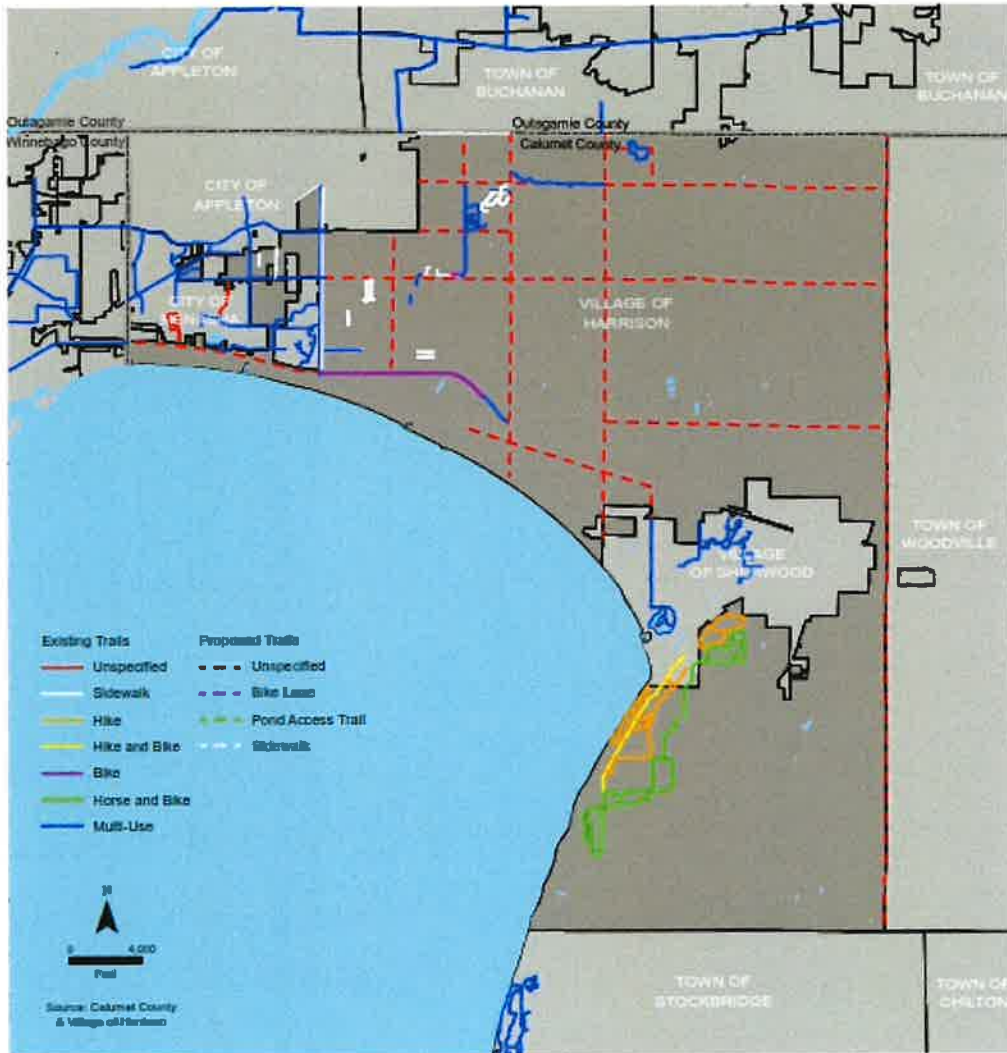 CITY OF
APPLETON
TOWN OF
BUCHANAN
TOWN OF
BUCHANAN
Outagamie County
Winnebago County
Outagamie County
Calumet County
CITY OF
APPLETON
CITY OF
MENASHA
VILLAGE OF
HARRISON
TOWN OF
WOODVILLE
VILLAGE
OF SHERWOOD
Existing Trails
Unspecified
Sidewalk
Hike
Hike and Bike
Bike
Horse and Bike
Multi-Use
Proposed Trails
Unspecified
Bike Lane
Pond Access Trail
Sidewalk
N
0 4,000
Feet
Source: Calumet County
& Village of Harrison
TOWN OF
STOCKBRIDGE
TOWN OF
CHILTON